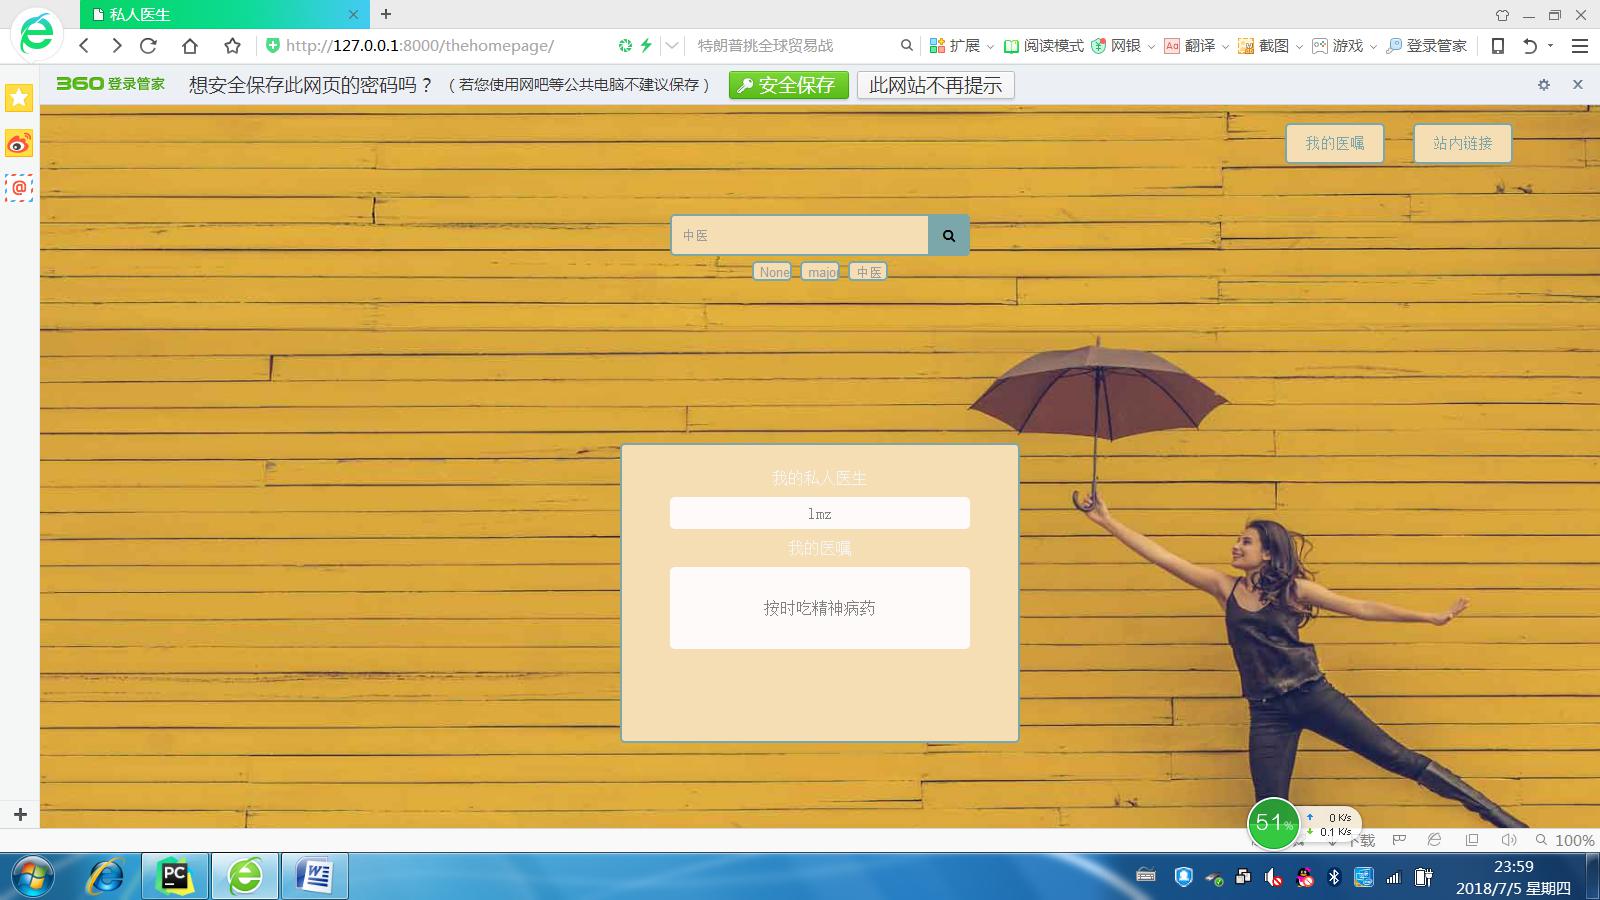 私人医生
http://127.0.0.1:8000/thehomepage/
特朗普挑全球贸易战
扩展
阅读模式
网银
翻译
截图
游戏
登录管家
360 登录管家
想安全保存此网页的密码吗？
（若您使用网吧等公共电脑不建议保存）
安全保存
此网站不再提示
我的医嘱
站内链接
中医
None
major
中医
我的私人医生
lmz
我的医嘱
按时吃精神病药
51%
0 K/s
0.1 K/s
下载
100%
23:59
2018/7/5 星期四